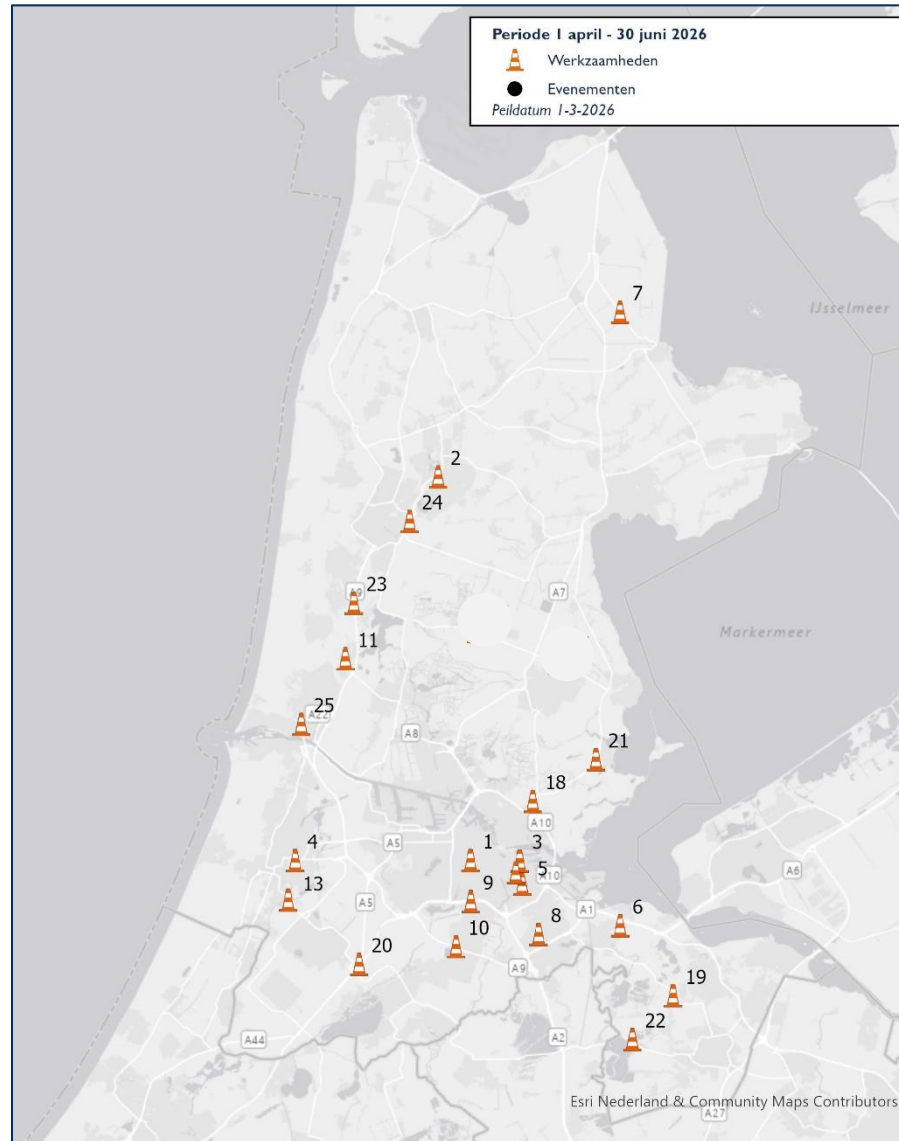 Periode 1 april - 30 juni 2026
Werkzaamheden
Evenementen
Peildatum 1-3-2026
7
IJsselmeer
2
24
23
A9
A7
11
Markermeer
25
A22
A8
21
18
A10
4
A5
1
3
5
A10
A6
13
A5
9
A1
6
8
10
20
A9
19
22
A44
A2
Esri Nederland & Community Maps Contributors
A27